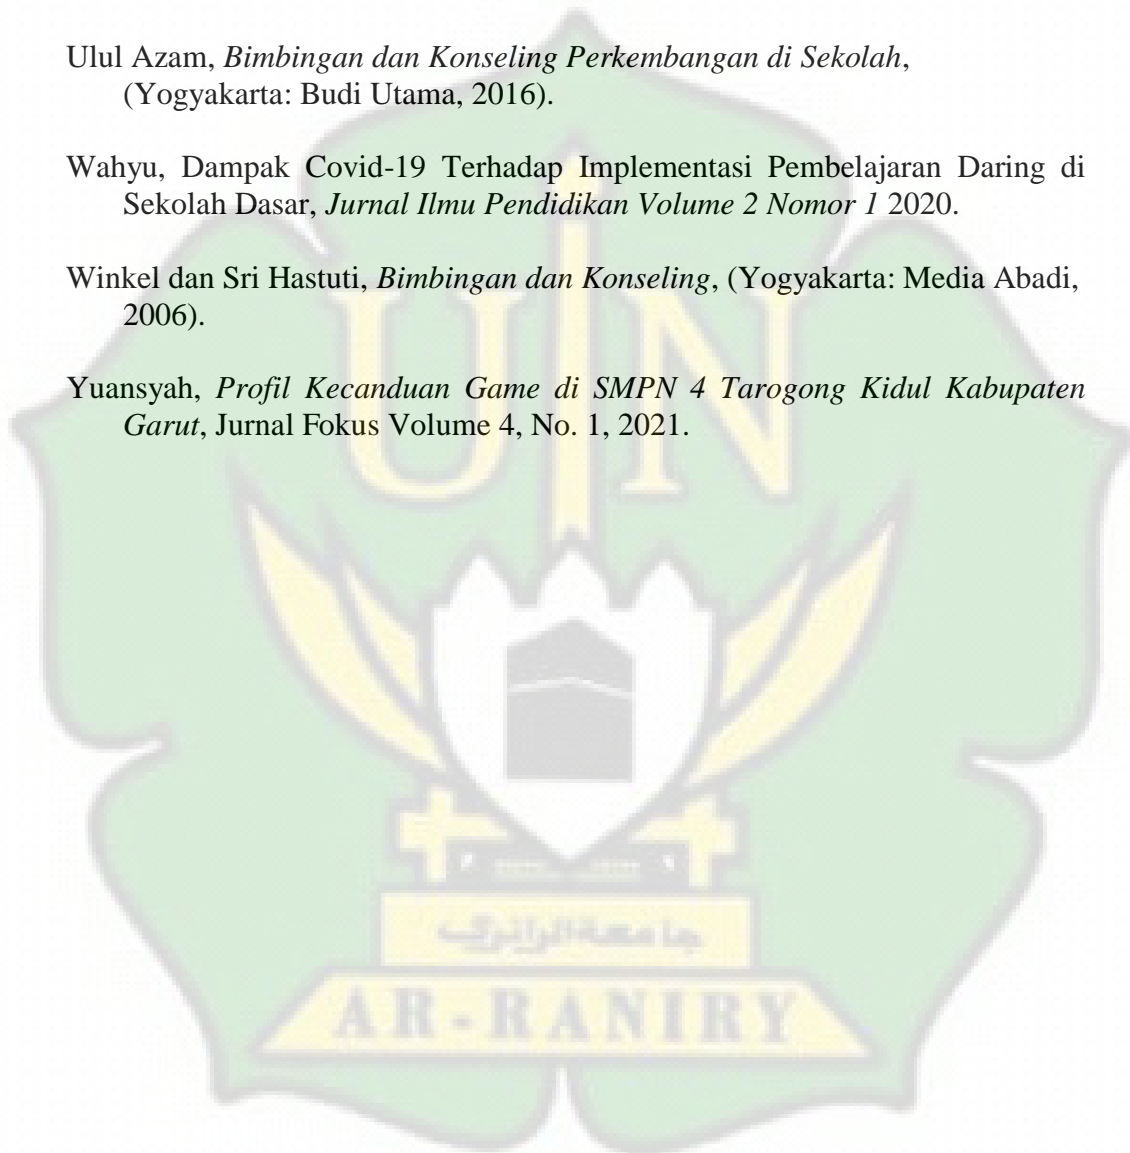 Ulul Azam, Bimbingan dan Konseling Perkembangan di Sekolah,
(Yogyakarta: Budi Utama, 2016).
Wahyu, Dampak Covid-19 Terhadap Implementasi Pembelajaran Daring di
Sekolah Dasar, Jurnal Ilmu Pendidikan Volume 2 Nomor 1 2020.
Winkel dan Sri Hastuti, Bimbingan dan Konseling, (Yogyakarta: Media Abadi,
2006).
Yuansyah, Profil Kecanduan Game di SMPN 4 Tarogong Kidul Kabupaten
Garut, Jurnal Fokus Volume 4, No. 1, 2021.
UIN
جامعة الرانري
AR-RANIRY